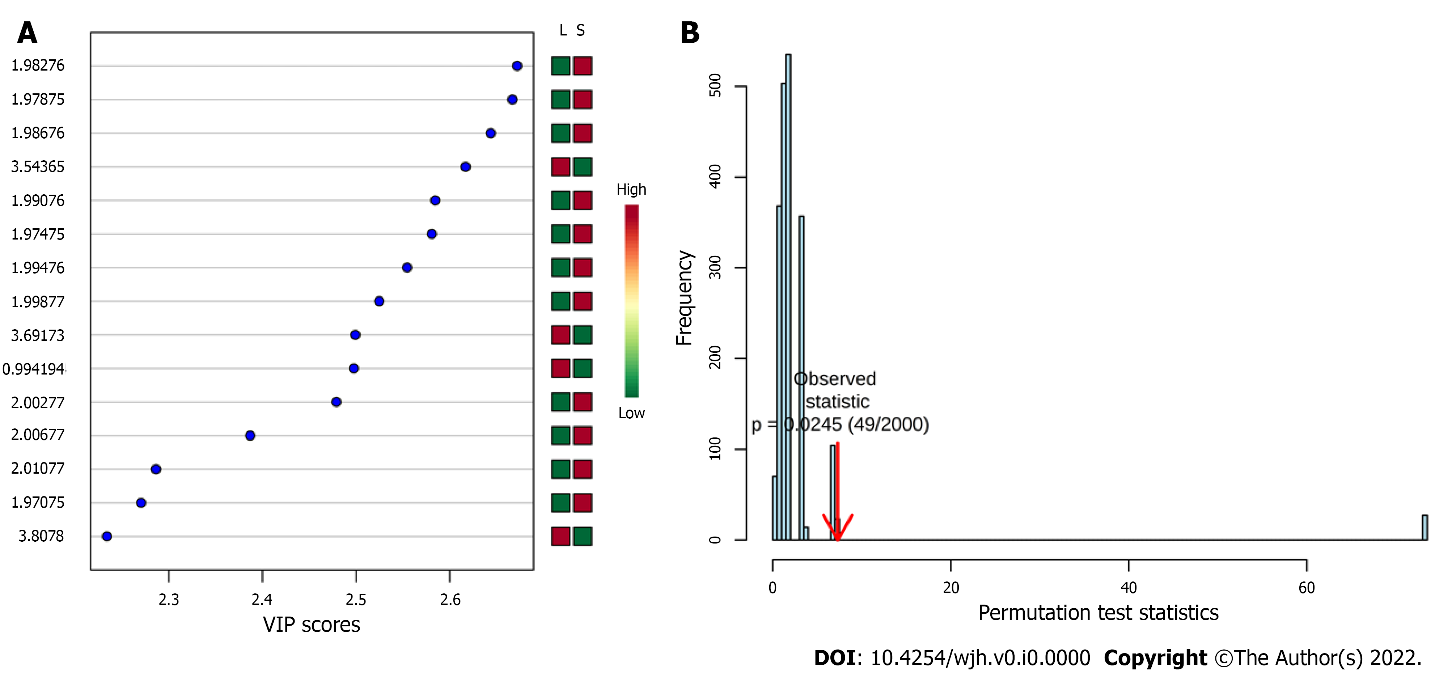 A
L S
1.98276
1.97875
1.98676
3.54365
1.99076
1.97475
1.99476
1.99877
3.69173
0.994194
2.00277
2.00677
2.01077
1.97075
3.8078
2.3 2.4 2.5 2.6
VIP scores
High
Low
B
500
400
300
200
100
0
Frequency
Observed
statistic
p = 0.0245 (49/2000)
0 20 40 60
Permutation test statistics
DOI: 10.4254/wjh.v0.i0.0000 Copyright ©The Author(s) 2022.